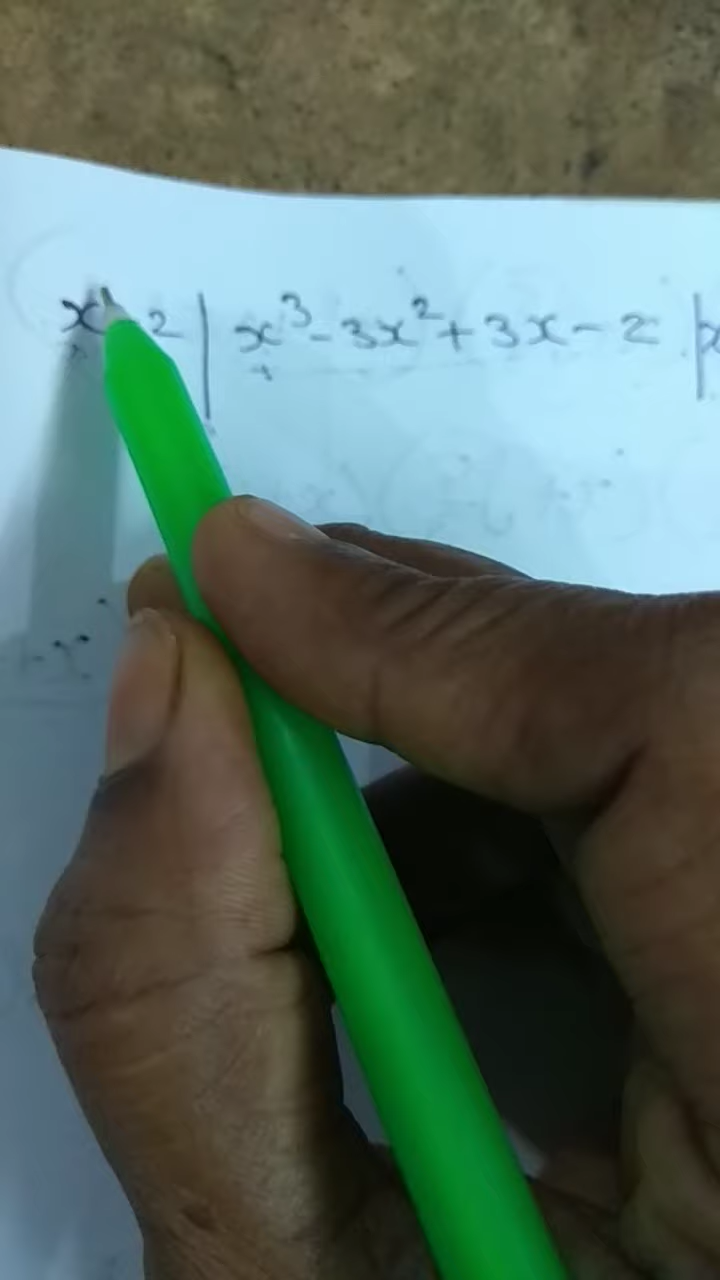 x - 2 | x³ - 3x² + 3x - 2 | x